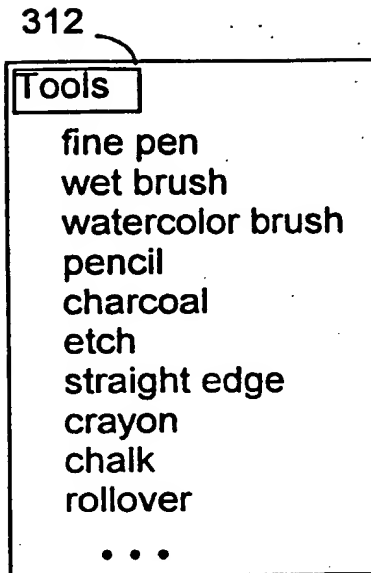 312
Tools
fine pen
wet brush
watercolor brush
pencil
charcoal
etch
straight edge
crayon
chalk
rollover
• • •